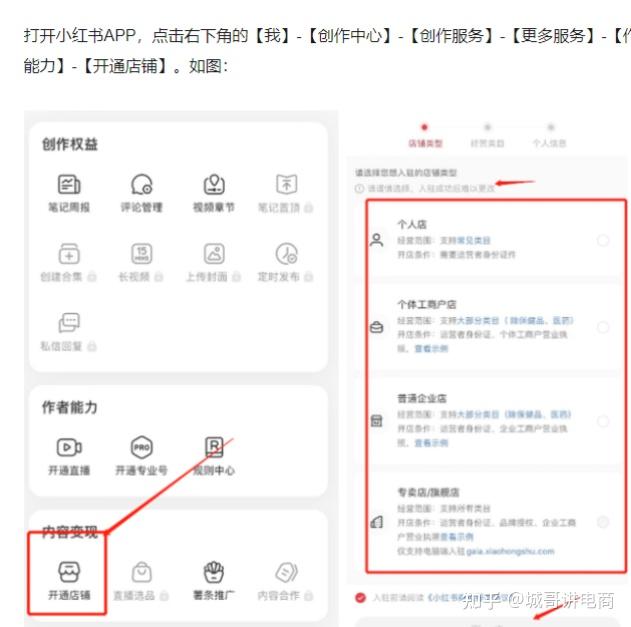 打开小红书APP，点击右下角的【我】-【创作中心】-【创作服务】-【更多服务】-【作
能力】-【开通店铺】。如图：
创作权益
笔记周报 评论管理 视频章节 笔记置顶
创建合集 长视频 上传封面 定时发布
私信回复
作者能力
开通直播 开通专业号 规则中心
内容变现
开通店铺 直播选品 薯条推广 内容合作
店铺类型 经营类目 个人信息
请选择您想入驻的店铺类型
请谨慎选择，入驻成功后难以更改
个人店
经营范围：支持常见类目
开店条件：需要运营者身份证件
个体工商户店
经营范围：支持大部分类目（除保健品、医药）
开店条件：运营者身份证、个体工商户营业执
照。查看示例
普通企业店
经营范围：支持大部分类目（除保健品、医药）
开店条件：运营者身份证、企业工商户营业执
照。查看示例
专卖店/旗舰店
经营范围：支持所有类目
开店条件：运营者身份证、品牌授权、企业工商
户营业执照查看示例
仅支持电脑端入驻gaia.xiaohongshu.com
入驻前请阅读《小红书
知乎 @城哥讲电商